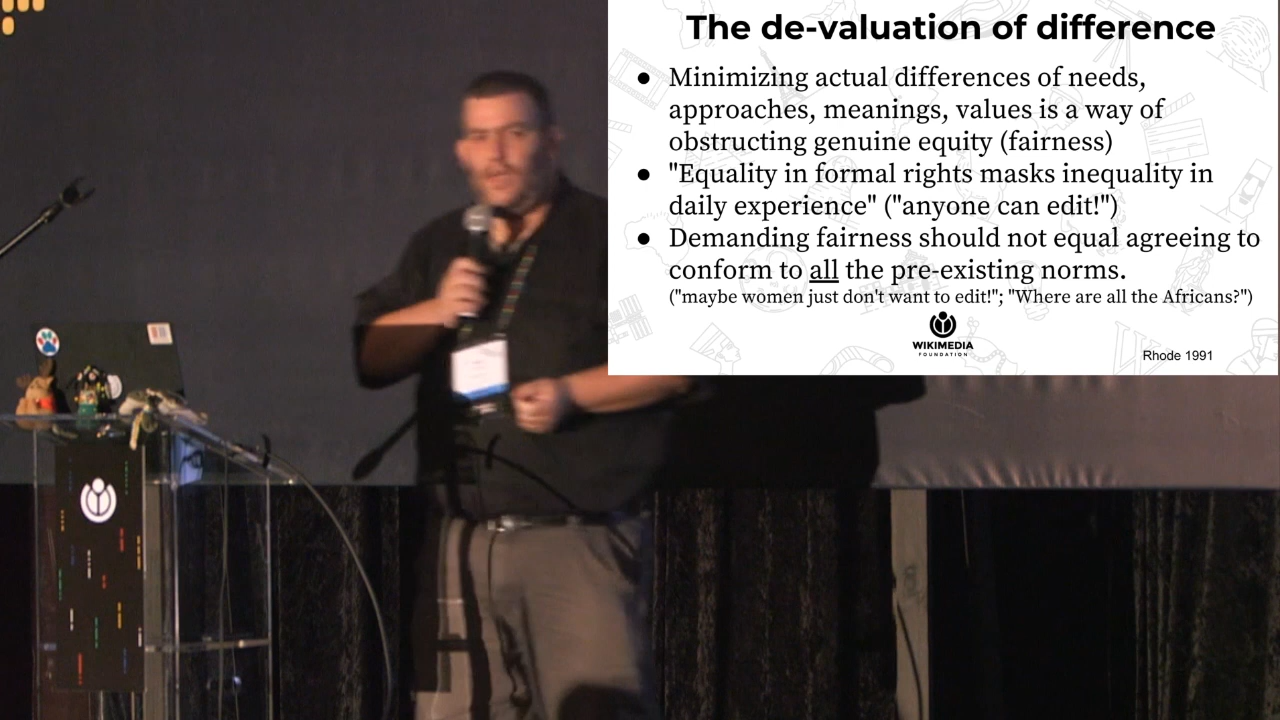 The de-valuation of difference
● Minimizing actual differences of needs,
approaches, meanings, values is a way of
obstructing genuine equity (fairness)
● "Equality in formal rights masks inequality in
daily experience" ("anyone can edit!")
● Demanding fairness should not equal agreeing to
conform to all the pre-existing norms.
("maybe women just don't want to edit!"; "Where are all the Africans?")
WIKIMEDIA
FOUNDATION
Rhode 1991